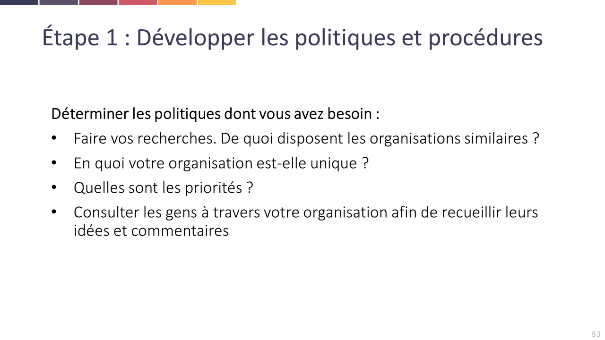 Étape 1 : Développer les politiques et procédures
Déterminer les politiques dont vous avez besoin :
• Faire vos recherches. De quoi disposent les organisations similaires ?
• En quoi votre organisation est-elle unique ?
• Quelles sont les priorités ?
• Consulter les gens à travers votre organisation afin de recueillir leurs
idées et commentaires
93